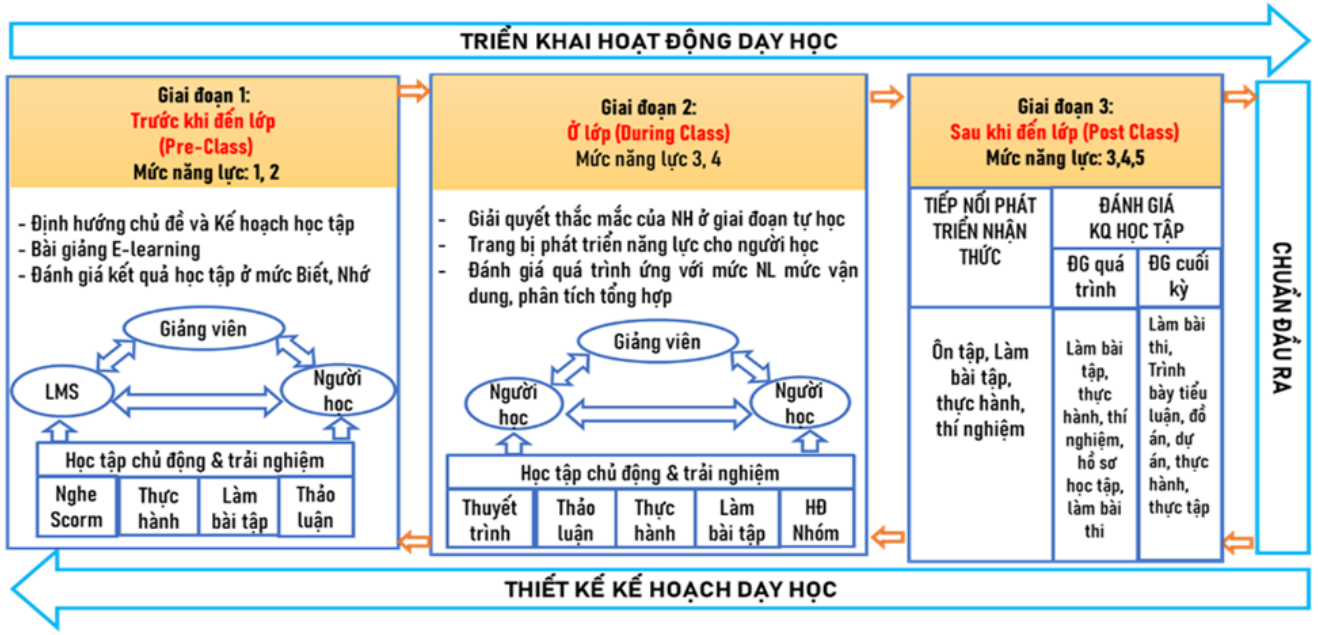 TRIỂN KHAI HOẠT ĐỘNG DẠY HỌC
Giai đoạn 1:
Trước khi đến lớp
(Pre-Class)
Mức năng lực: 1, 2
- Định hướng chủ đề và Kế hoạch học tập
- Bài giảng E-learning
- Đánh giá kết quả học tập ở mức Biết, Nhớ
Giảng viên
LMS
Người
học
Học tập chủ động & trải nghiệm
Nghe
Scorm
Thực
hành
Làm
bài tập
Thảo
luận
Giai đoạn 2:
Ở lớp (During Class)
Mức năng lực 3, 4
- Giải quyết thắc mắc của NH ở giai đoạn tự học
- Trang bị phát triển năng lực cho người học
- Đánh giá quá trình ứng với mức NL mức vận
dung, phân tích tổng hợp
Giảng viên
Người
học
Người
học
Học tập chủ động & trải nghiệm
Thuyết
trình
Thảo
luận
Thực
hành
Làm
bài tập
HĐ
Nhóm
Giai đoạn 3:
Sau khi đến lớp (Post Class)
Mức năng lực: 3,4,5
TIẾP NỐI PHÁT
TRIỂN NHẬN
THỨC
ĐÁNH GIÁ
KQ HỌC TẬP
ĐG quá
trình
ĐG cuối
kỳ
Ôn tập, Làm
bài tập,
thực hành,
thí nghiệm
Làm bài
tập,
thực
hành, thí
nghiệm,
hồ sơ
học tập,
làm bài
thi
Làm bài
thi,
Trình
bày tiểu
luận, đồ
án, dự
án, thực
hành,
thực tập
CHUẨN ĐẦU RA
THIẾT KẾ KẾ HOẠCH DẠY HỌC